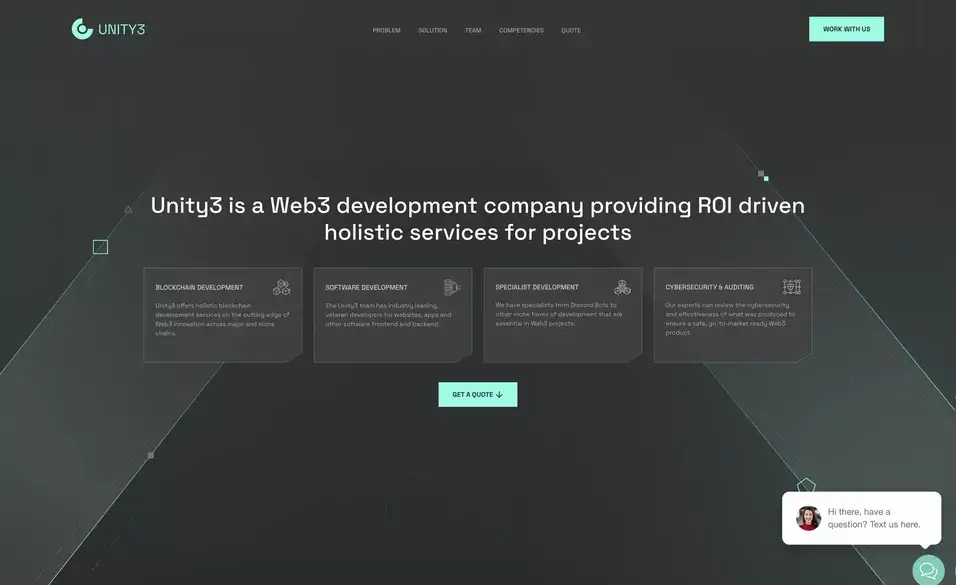 UNITY3
PROBLEM SOLUTION TEAM COMPETENCIES QUOTE
WORK WITH US
Unity3 is a Web3 development company providing ROI driven
holistic services for projects
BLOCKCHAIN DEVELOPMENT
Unity3 offers holistic blockchain
development services on the cutting edge of
Web3 innovation across major and niche
chains.
SOFTWARE DEVELOPMENT
The Unity3 team has industry leading,
veteran developers for websites, apps and
other software frontend and backend.
SPECIALIST DEVELOPMENT
We have specialists from Discord Bots to
other niche forms of development that are
essential in Web3 projects.
CYBERSECURITY & AUDITING
Our experts can review the cybersecurity
and effectiveness of what was produced to
ensure a safe, go-to-market ready Web3
product.
GET A QUOTE
Hi there, have a
question? Text us here.